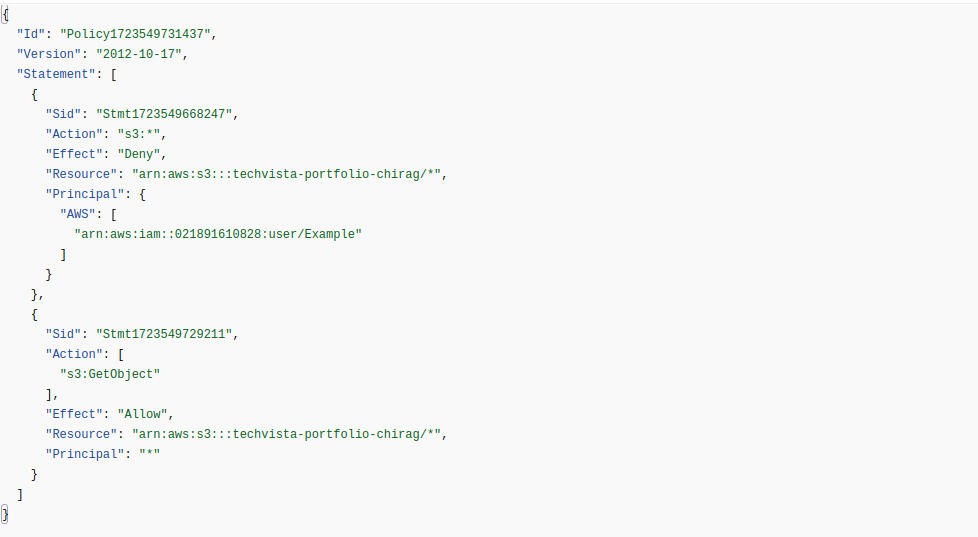 {
  "Id": "Policy1723549731437",
  "Version": "2012-10-17",
  "Statement": [
    {
      "Sid": "Stmt1723549668247",
      "Action": "s3:*",
      "Effect": "Deny",
      "Resource": "arn:aws:s3:::techvista-portfolio-chirag/*",
      "Principal": {
        "AWS": [
          "arn:aws:iam::021891610828:user/Example"
        ]
      }
    },
    {
      "Sid": "Stmt1723549729211",
      "Action": [
        "s3:GetObject"
      ],
      "Effect": "Allow",
      "Resource": "arn:aws:s3:::techvista-portfolio-chirag/*",
      "Principal": "*"
    }
  ]
}